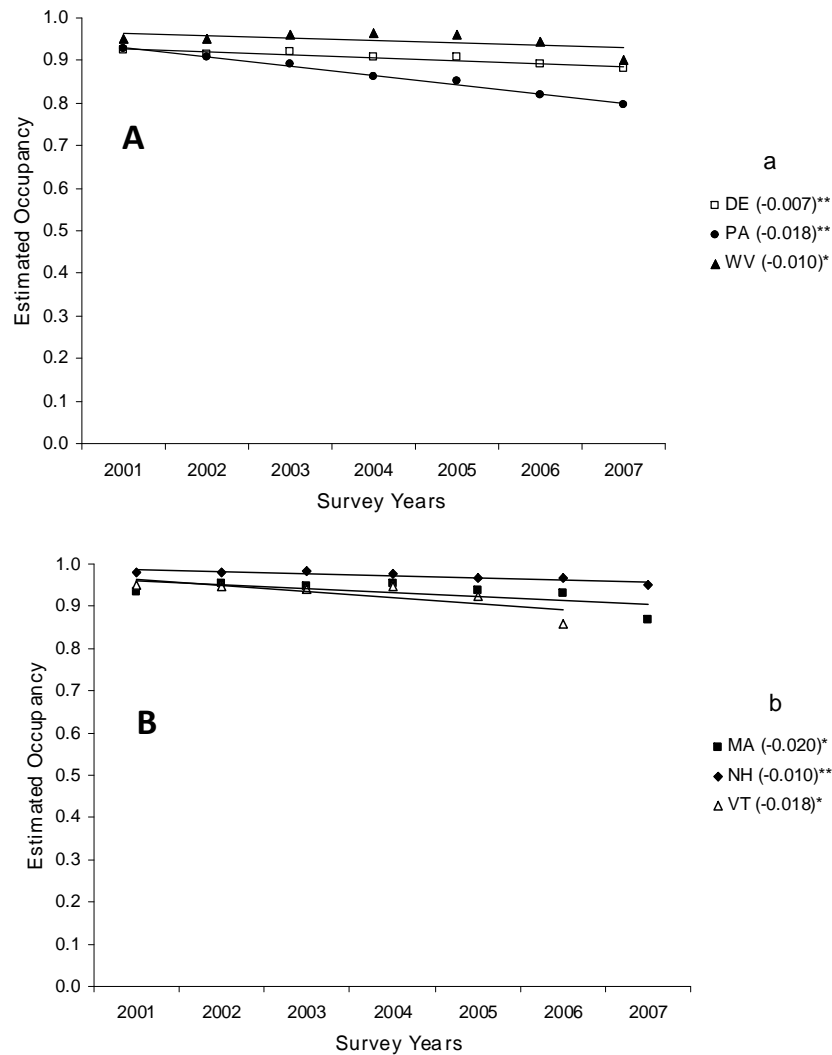 1.0
0.9
0.8
0.7
0.6
0.5
0.4
0.3
0.2
0.1
0.0
Estimated Occupancy
A
2001 2002 2003 2004 2005 2006 2007
Survey Years
a
DE (-0.007)**
PA (-0.018)**
WV (-0.010)*
1.0
0.9
0.8
0.7
0.6
0.5
0.4
0.3
0.2
0.1
0.0
Estimated Occupancy
B
2001 2002 2003 2004 2005 2006 2007
Survey Years
b
MA (-0.020)*
NH (-0.010)**
VT (-0.018)*